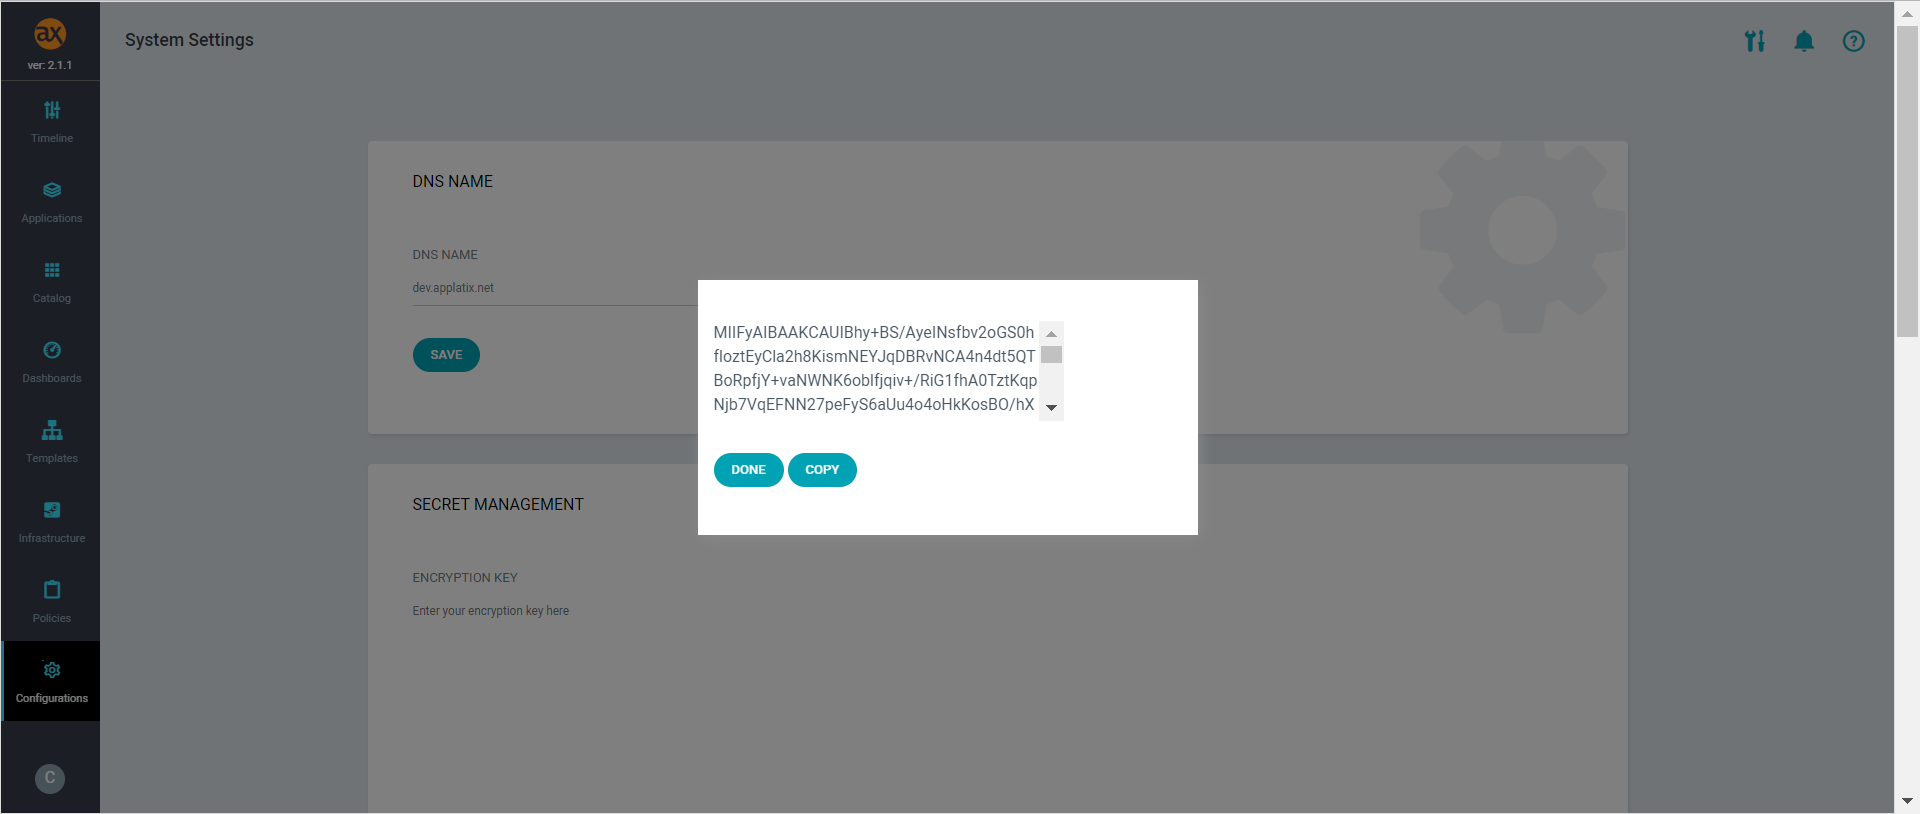 ax
ver: 2.1.1
System Settings
Timeline
Applications
Catalog
Dashboards
Templates
Infrastructure
Policies
Configurations
C
DNS NAME
DNS NAME
dev.applatix.net
SAVE
MIIFyAIBAAKCAUIBhy+BS/AyeINsfbv2oGS0h
fIoztEyCIa2h8KismNEYJqDBRvNCA4n4dt5QT
BoRpfjY+vaNWNK6obIfjqiv+/RiG1fhA0TztKqp
Njb7VqEFNN27peFyS6aUu4o4oHkKosBO/hX
DONE COPY
SECRET MANAGEMENT
ENCRYPTION KEY
Enter your encryption key here